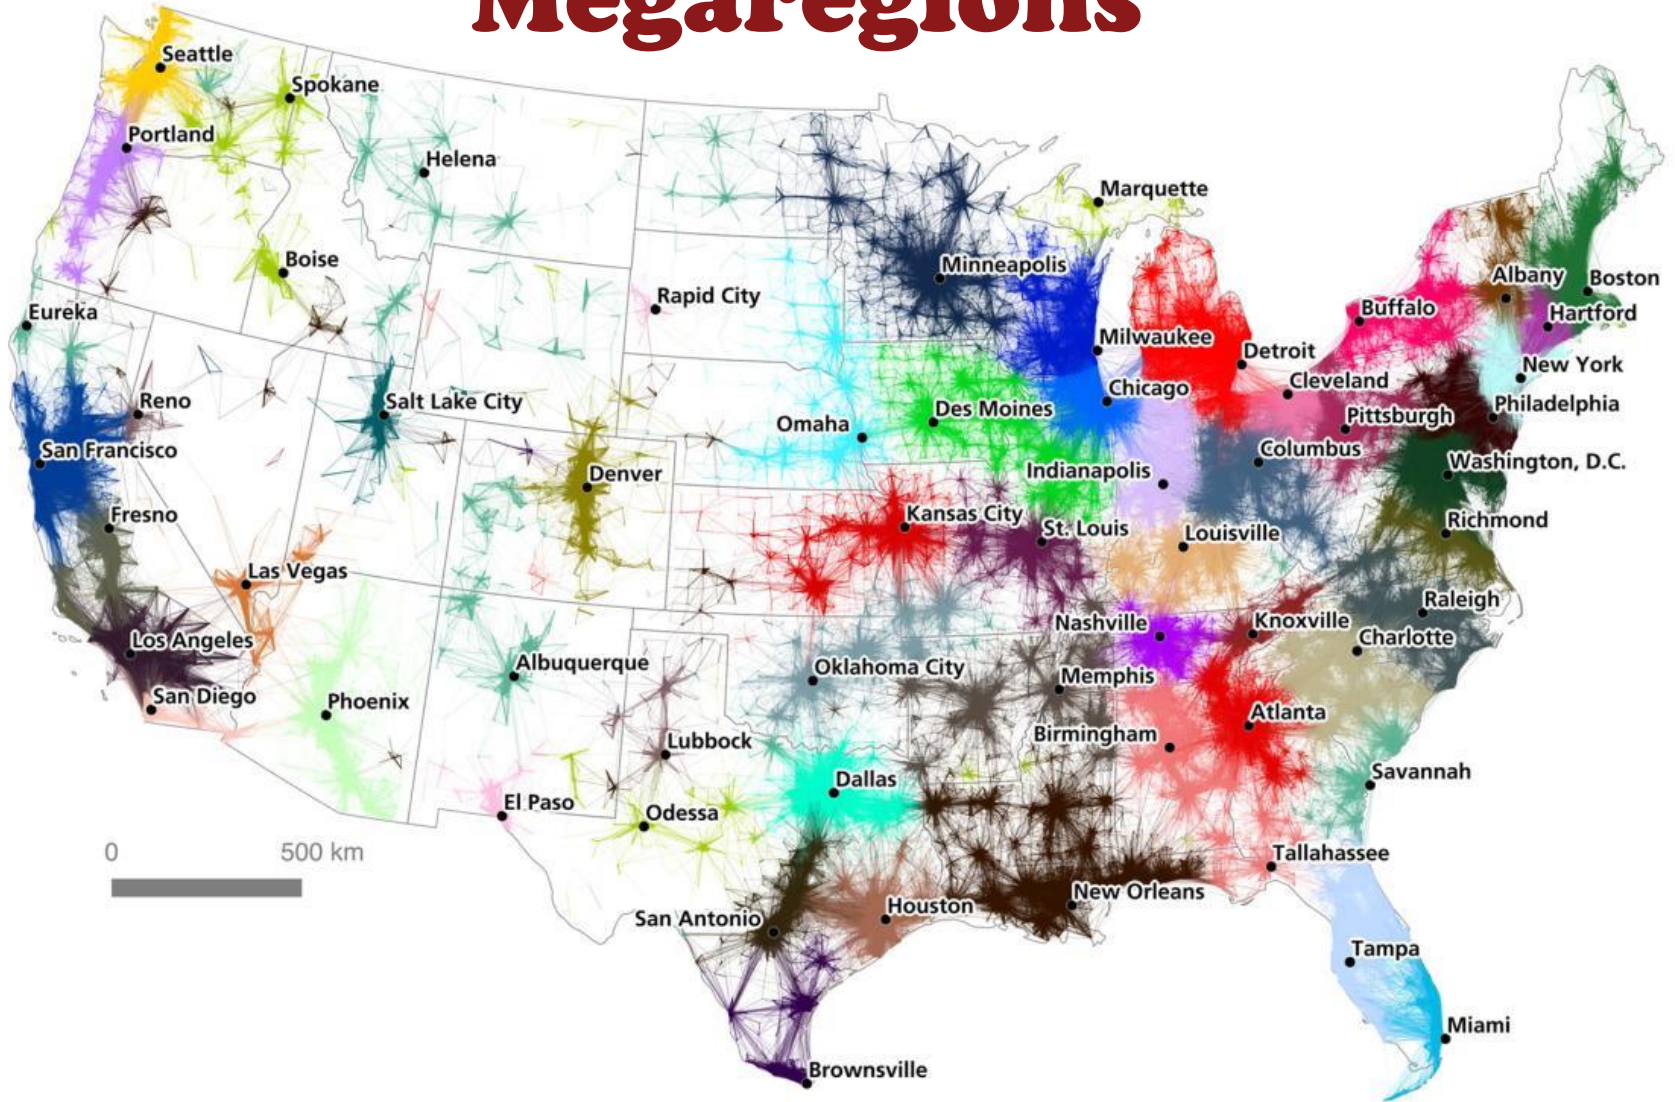 Megaregions
Seattle
Spokane
Portland
Helena
Marquette
Boise
Minneapolis
Albany
Boston
Rapid City
Buffalo
Hartford
Eureka
Milwaukee
Detroit
New York
Cleveland
Chicago
Reno
Salt Lake City
Philadelphia
Des Moines
Pittsburgh
Omaha
San Francisco
Columbus
Washington, D.C.
Indianapolis
Denver
Fresno
Kansas City
Richmond
St. Louis
Louisville
Las Vegas
Raleigh
Nashville
Knoxville
Los Angeles
Charlotte
Albuquerque
Oklahoma City
Memphis
San Diego
Phoenix
Atlanta
Birmingham
Lubbock
Dallas
Savannah
El Paso
Odessa
0
500 km
Tallahassee
New Orleans
Houston
San Antonio
Tampa
Miami
Brownsville